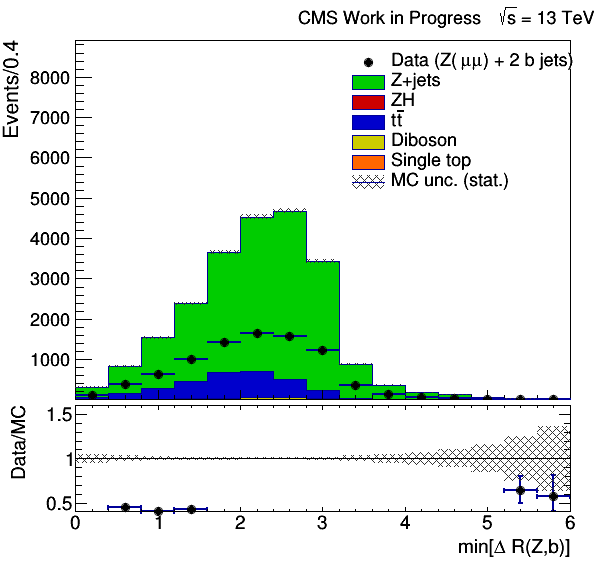 CMS Work in Progress √s = 13 TeV
Events/0.4
8000
7000
6000
5000
4000
3000
2000
1000
Data (Z(μμ) + 2 b jets)
Z+jets
ZH
tt̅
Diboson
Single top
MC unc. (stat.)
Data/MC
1.5
1
0.5
0 1 2 3 4 5 6
min[Δ R(Z,b)]